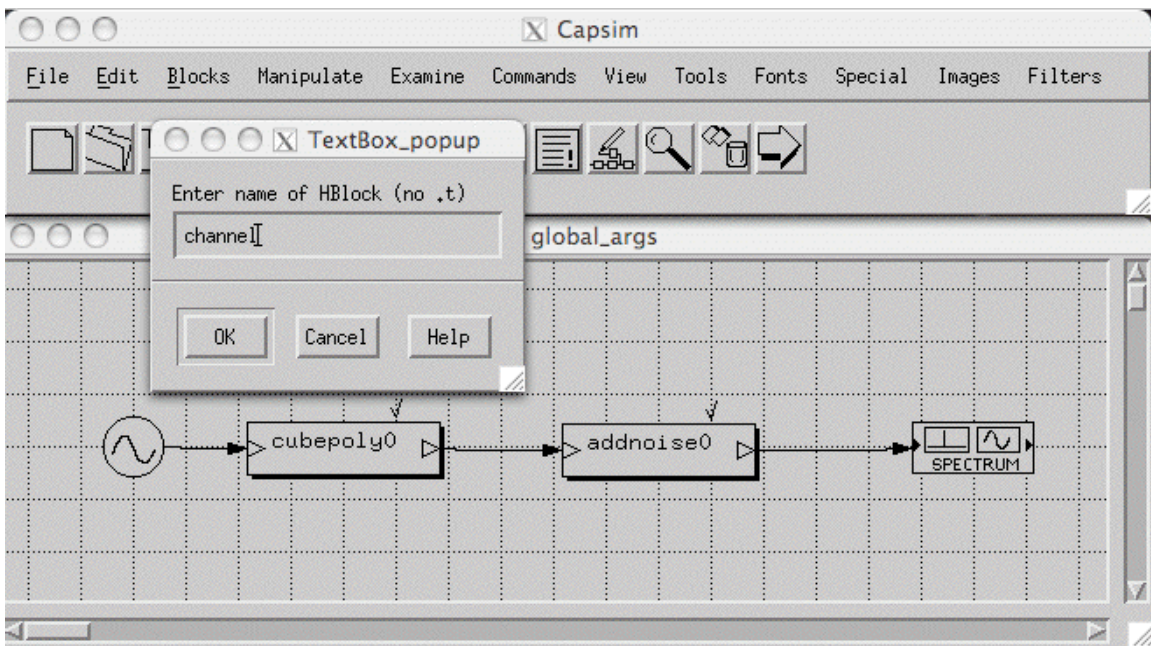 Capsim
File Edit Blocks Manipulate Examine Commands View Tools Fonts Special Images Filters
TextBox_popup
Enter name of HBlock (no .t)
channel
global_args
OK Cancel Help
cubepoly0 addnoise0
SPECTRUM